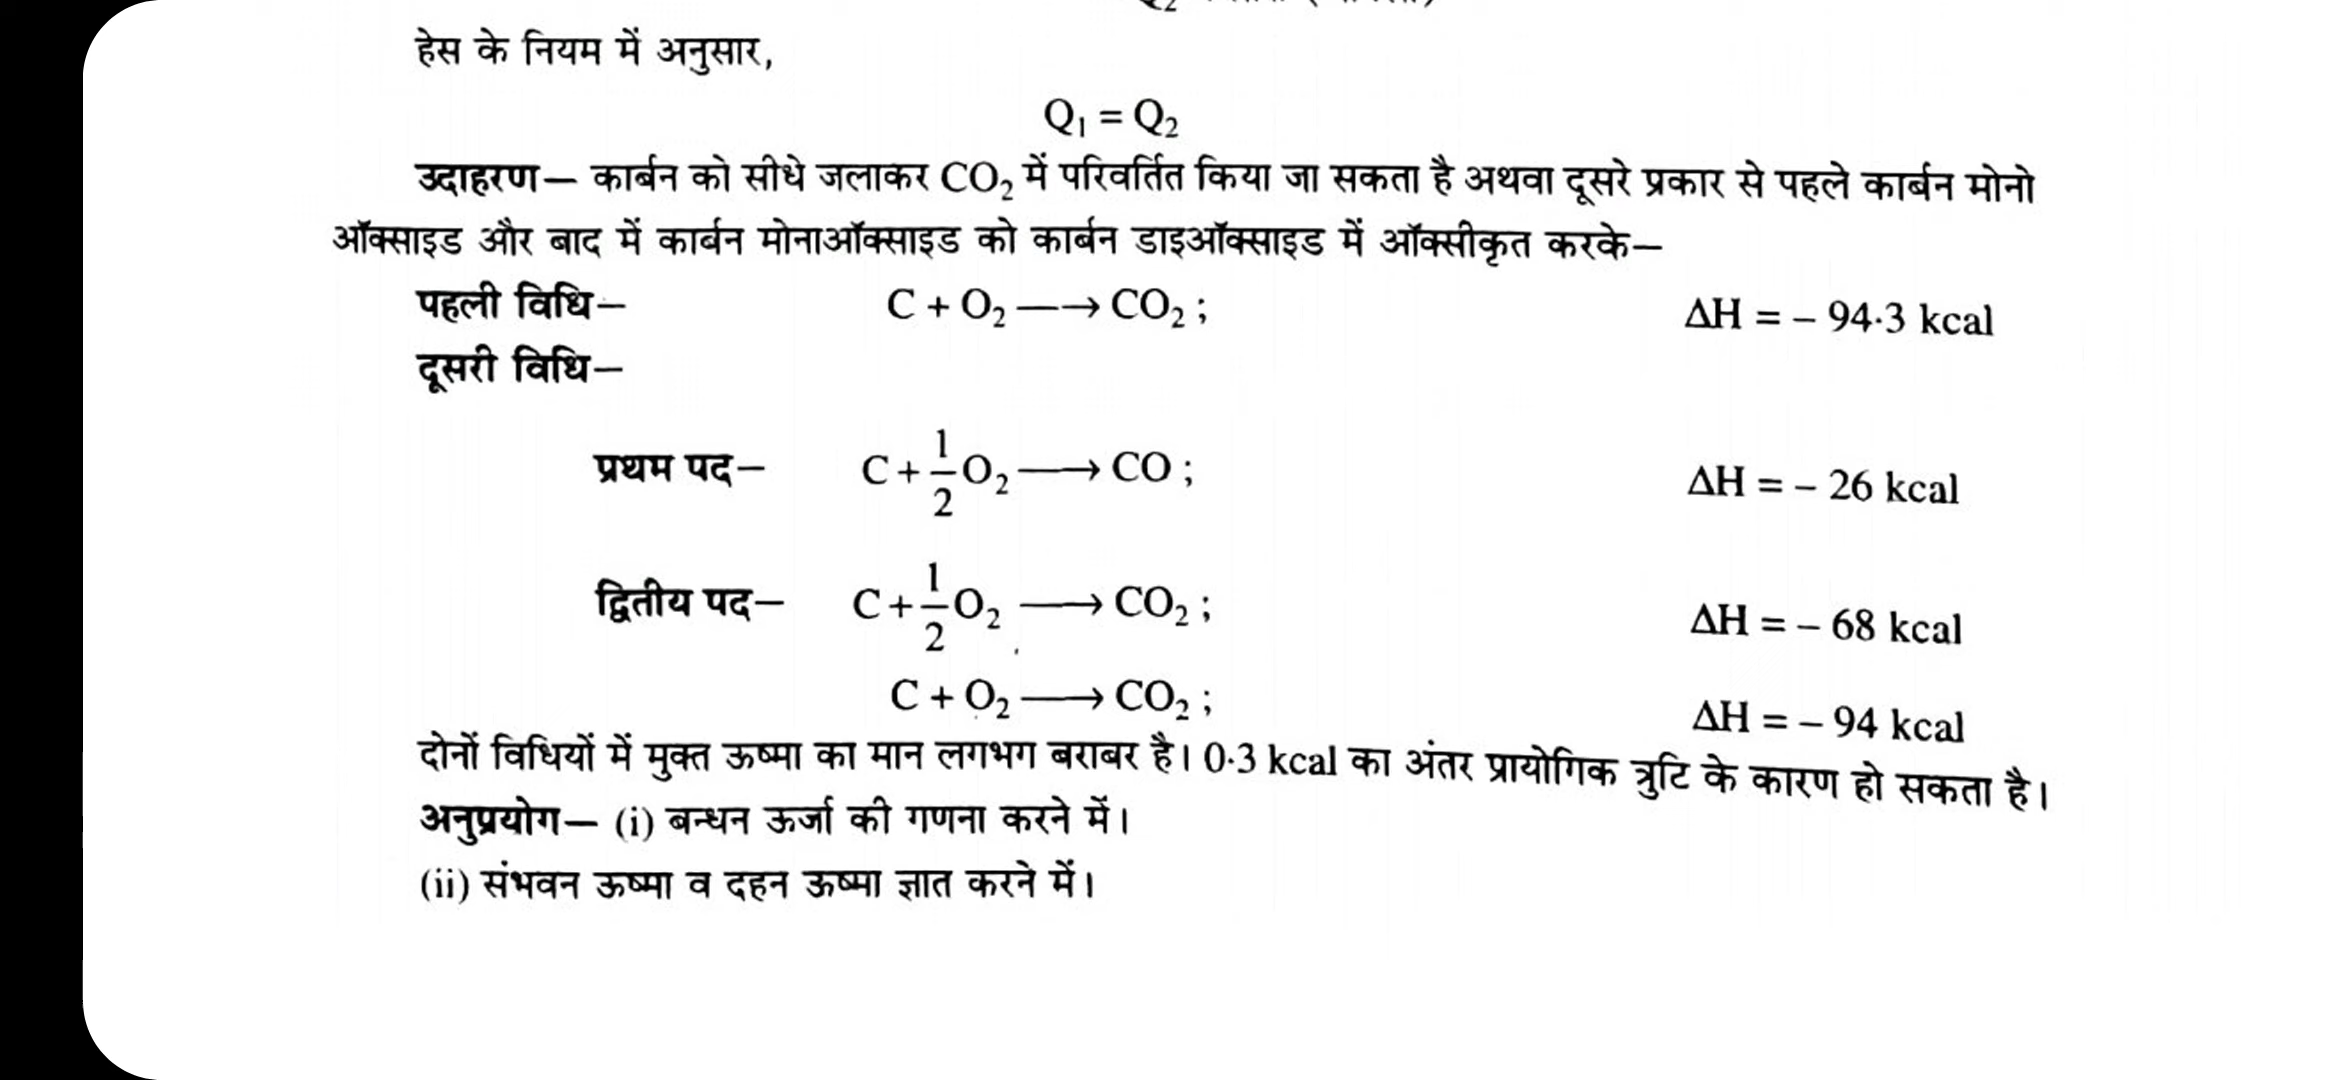 हेस के नियम में अनुसार,
Q₁ = Q₂
उदाहरण— कार्बन को सीधे जलाकर CO₂ में परिवर्तित किया जा सकता है अथवा दूसरे प्रकार से पहले कार्बन मोनो
ऑक्साइड और बाद में कार्बन मोनाऑक्साइड को कार्बन डाइऑक्साइड में ऑक्सीकृत करके—
पहली विधि— C + O₂ ⟶ CO₂ ; ΔH = – 94·3 kcal
दूसरी विधि—
प्रथम पद— C + 1/2 O₂ ⟶ CO ; ΔH = – 26 kcal
द्वितीय पद— C + 1/2 O₂ ⟶ CO₂ ; ΔH = – 68 kcal
C + O₂ ⟶ CO₂ ; ΔH = – 94 kcal
दोनों विधियों में मुक्त ऊष्मा का मान लगभग बराबर है। 0·3 kcal का अंतर प्रायोगिक त्रुटि के कारण हो सकता है।
अनुप्रयोग— (i) बन्धन ऊर्जा की गणना करने में।
(ii) संभवन ऊष्मा व दहन ऊष्मा ज्ञात करने में।